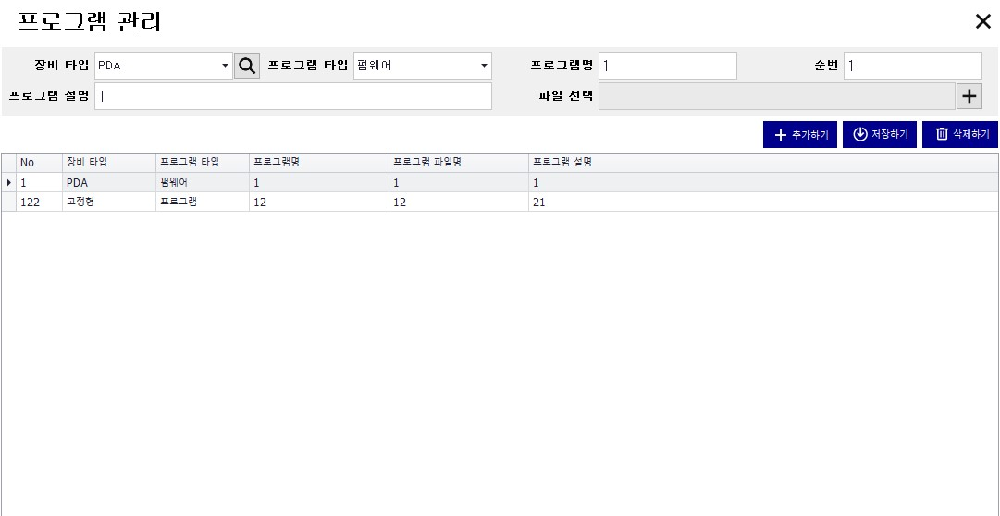 프로그램 관리
장비 타입 PDA 프로그램 타입 펌웨어 프로그램명 1 순번 1
프로그램 설명 1 파일 선택
추가하기 저장하기 삭제하기
No 장비 타입 프로그램 타입 프로그램명 프로그램 파일명 프로그램 설명
1 PDA 펌웨어 1 1 1
122 고정형 프로그램 12 12 21